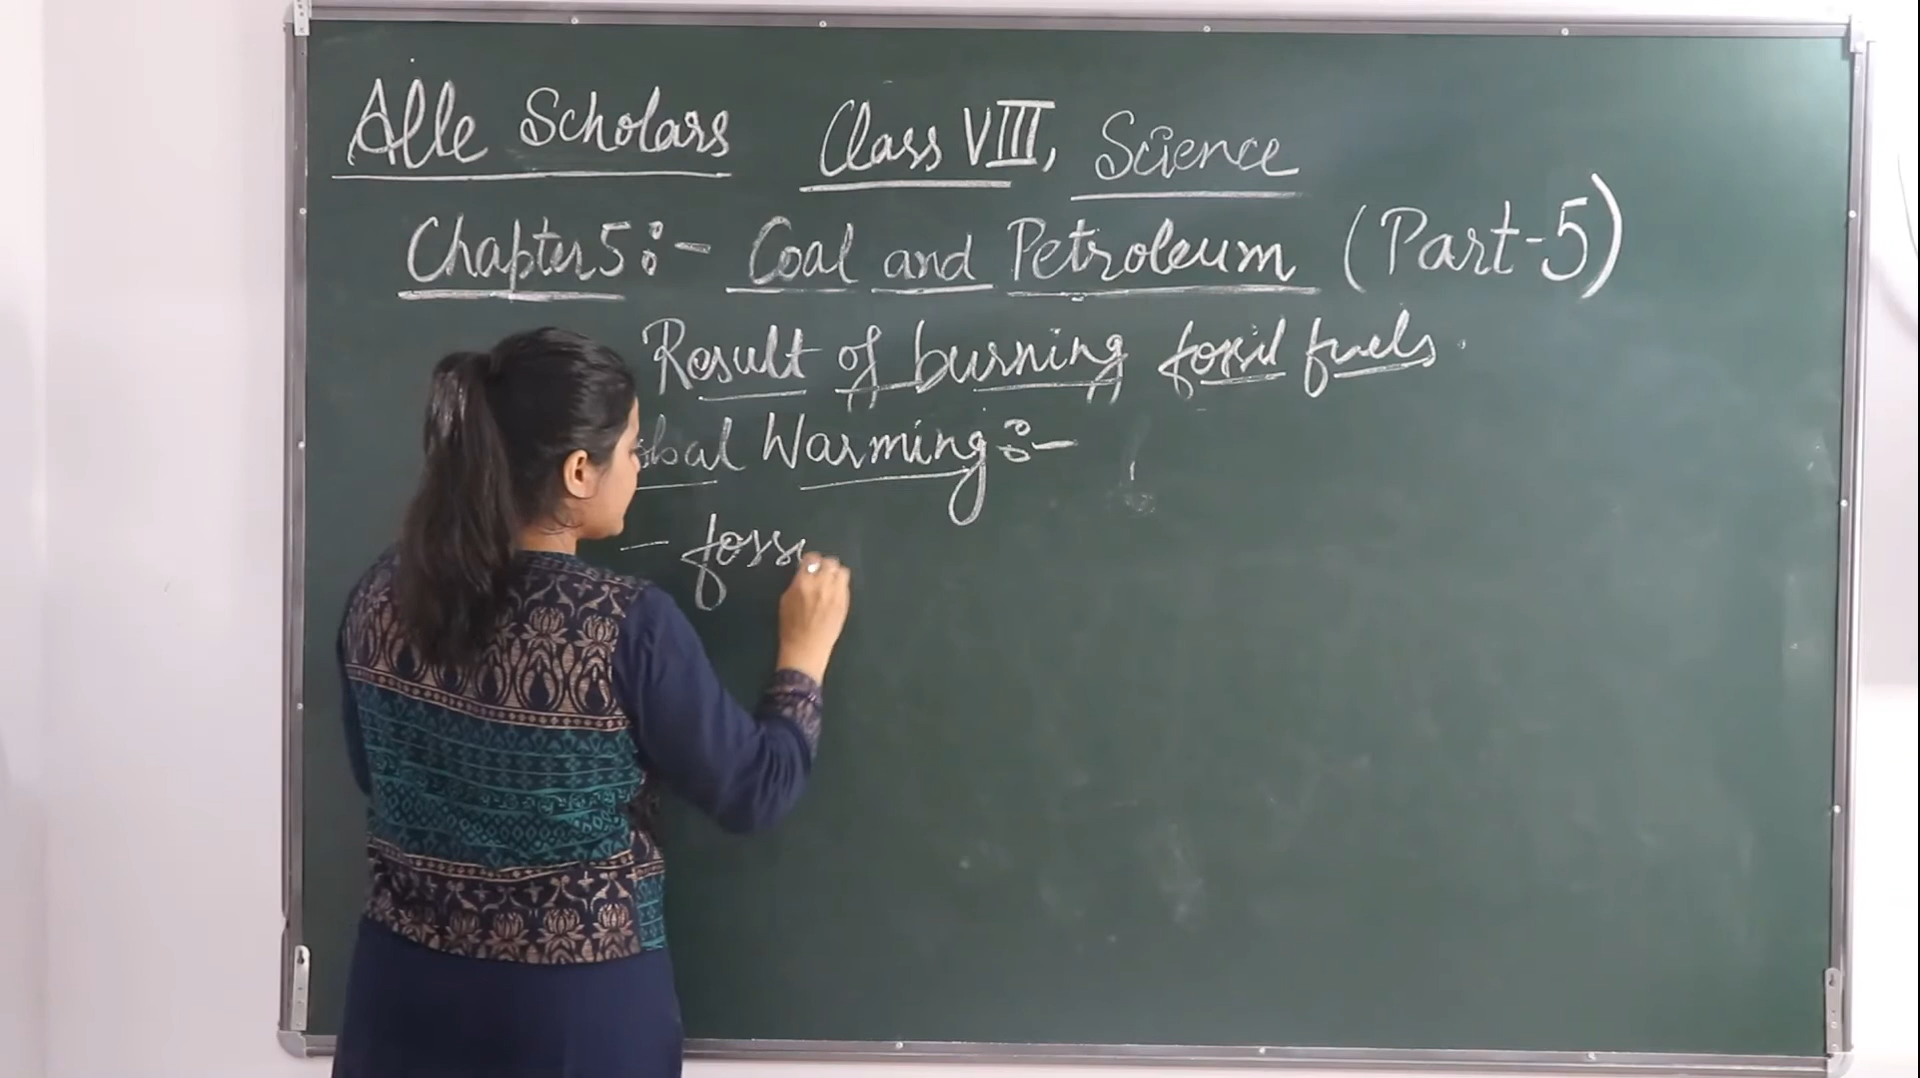 Alle Scholars Class VIII, Science
Chapter 5:- Coal and Petroleum (Part-5)
Result of burning fossil fuels.
obal Warming:-
- foss